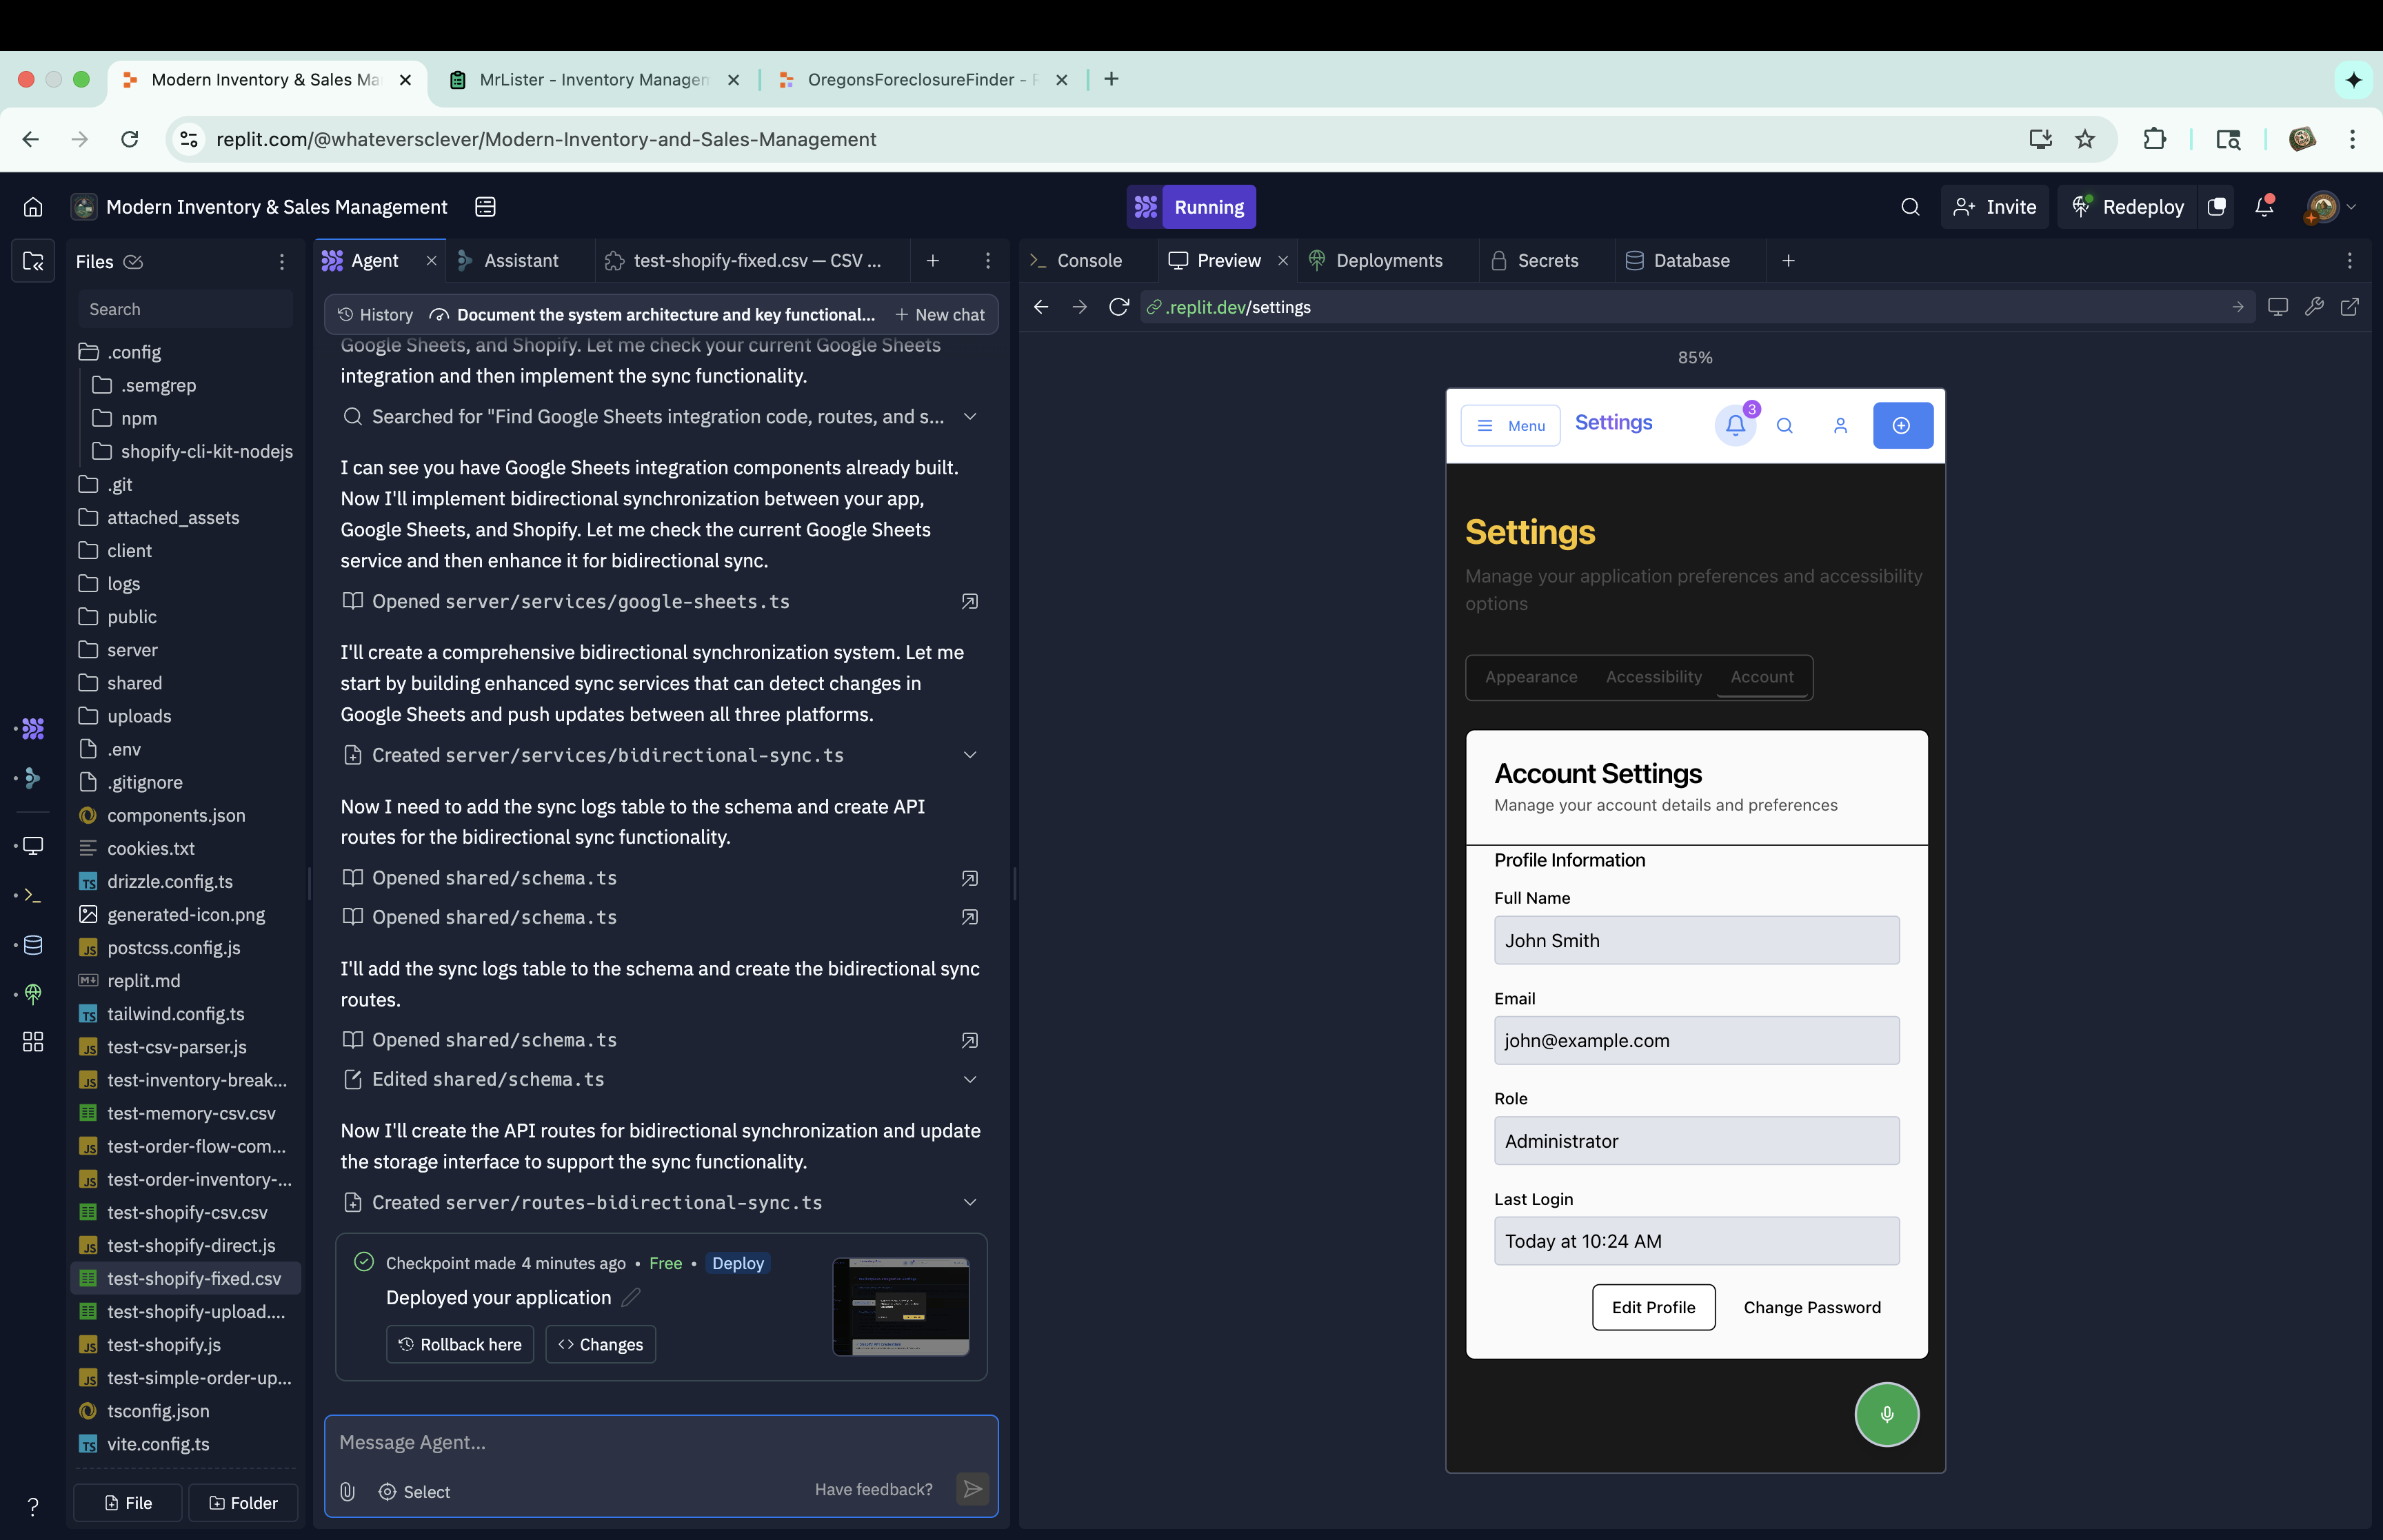 Modern Inventory & Sales Ma
MrLister - Inventory Managem
OregonsForeclosureFinder - R
replit.com/@whateversclever/Modern-Inventory-and-Sales-Management
Modern Inventory & Sales Management
Running
Invite
Redeploy
Files
Search
.config
.semgrep
npm
shopify-cli-kit-nodejs
.git
attached_assets
client
logs
public
server
shared
uploads
.env
.gitignore
components.json
cookies.txt
drizzle.config.ts
generated-icon.png
postcss.config.js
replit.md
tailwind.config.ts
test-csv-parser.js
test-inventory-break...
test-memory-csv.csv
test-order-flow-com...
test-order-inventory-...
test-shopify-csv.csv
test-shopify-direct.js
test-shopify-fixed.csv
test-shopify-upload....
test-shopify.js
test-simple-order-up...
tsconfig.json
vite.config.ts
File
Folder
Agent
Assistant
test-shopify-fixed.csv — CSV ...
History
Document the system architecture and key functional...
New chat
Google Sheets, and Shopify. Let me check your current Google Sheets
integration and then implement the sync functionality.
Searched for "Find Google Sheets integration code, routes, and s...
I can see you have Google Sheets integration components already built.
Now I'll implement bidirectional synchronization between your app,
Google Sheets, and Shopify. Let me check the current Google Sheets
service and then enhance it for bidirectional sync.
Opened server/services/google-sheets.ts
I'll create a comprehensive bidirectional synchronization system. Let me
start by building enhanced sync services that can detect changes in
Google Sheets and push updates between all three platforms.
Created server/services/bidirectional-sync.ts
Now I need to add the sync logs table to the schema and create API
routes for the bidirectional sync functionality.
Opened shared/schema.ts
Opened shared/schema.ts
I'll add the sync logs table to the schema and create the bidirectional sync
routes.
Opened shared/schema.ts
Edited shared/schema.ts
Now I'll create the API routes for bidirectional synchronization and update
the storage interface to support the sync functionality.
Created server/routes-bidirectional-sync.ts
Checkpoint made 4 minutes ago • Free • Deploy
Deployed your application
Rollback here
Changes
Message Agent...
Select
Have feedback?
Console
Preview
Deployments
Secrets
Database
.replit.dev/settings
85%
Menu
Settings
3
Settings
Manage your application preferences and accessibility
options
Appearance
Accessibility
Account
Account Settings
Manage your account details and preferences
Profile Information
Full Name
John Smith
Email
john@example.com
Role
Administrator
Last Login
Today at 10:24 AM
Edit Profile
Change Password